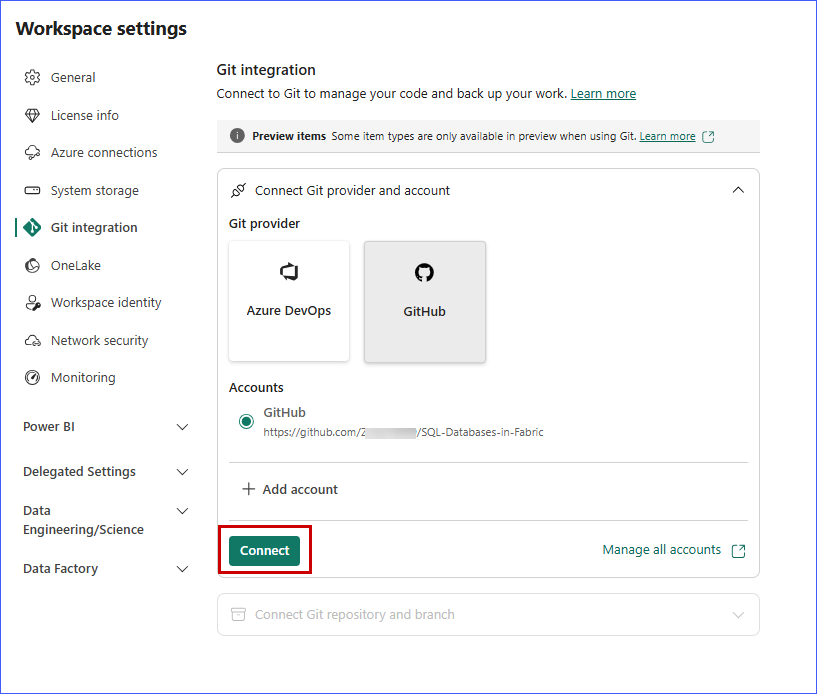 Workspace settings
General
License info
Azure connections
System storage
Git integration
OneLake
Workspace identity
Network security
Monitoring
Power BI
Delegated Settings
Data
Engineering/Science
Data Factory
Git integration
Connect to Git to manage your code and back up your work. Learn more
Preview items Some item types are only available in preview when using Git. Learn more
Connect Git provider and account
Git provider
Azure DevOps
GitHub
Accounts
GitHub
https://github.com/Z /SQL-Databases-in-Fabric
Add account
Connect
Manage all accounts
Connect Git repository and branch